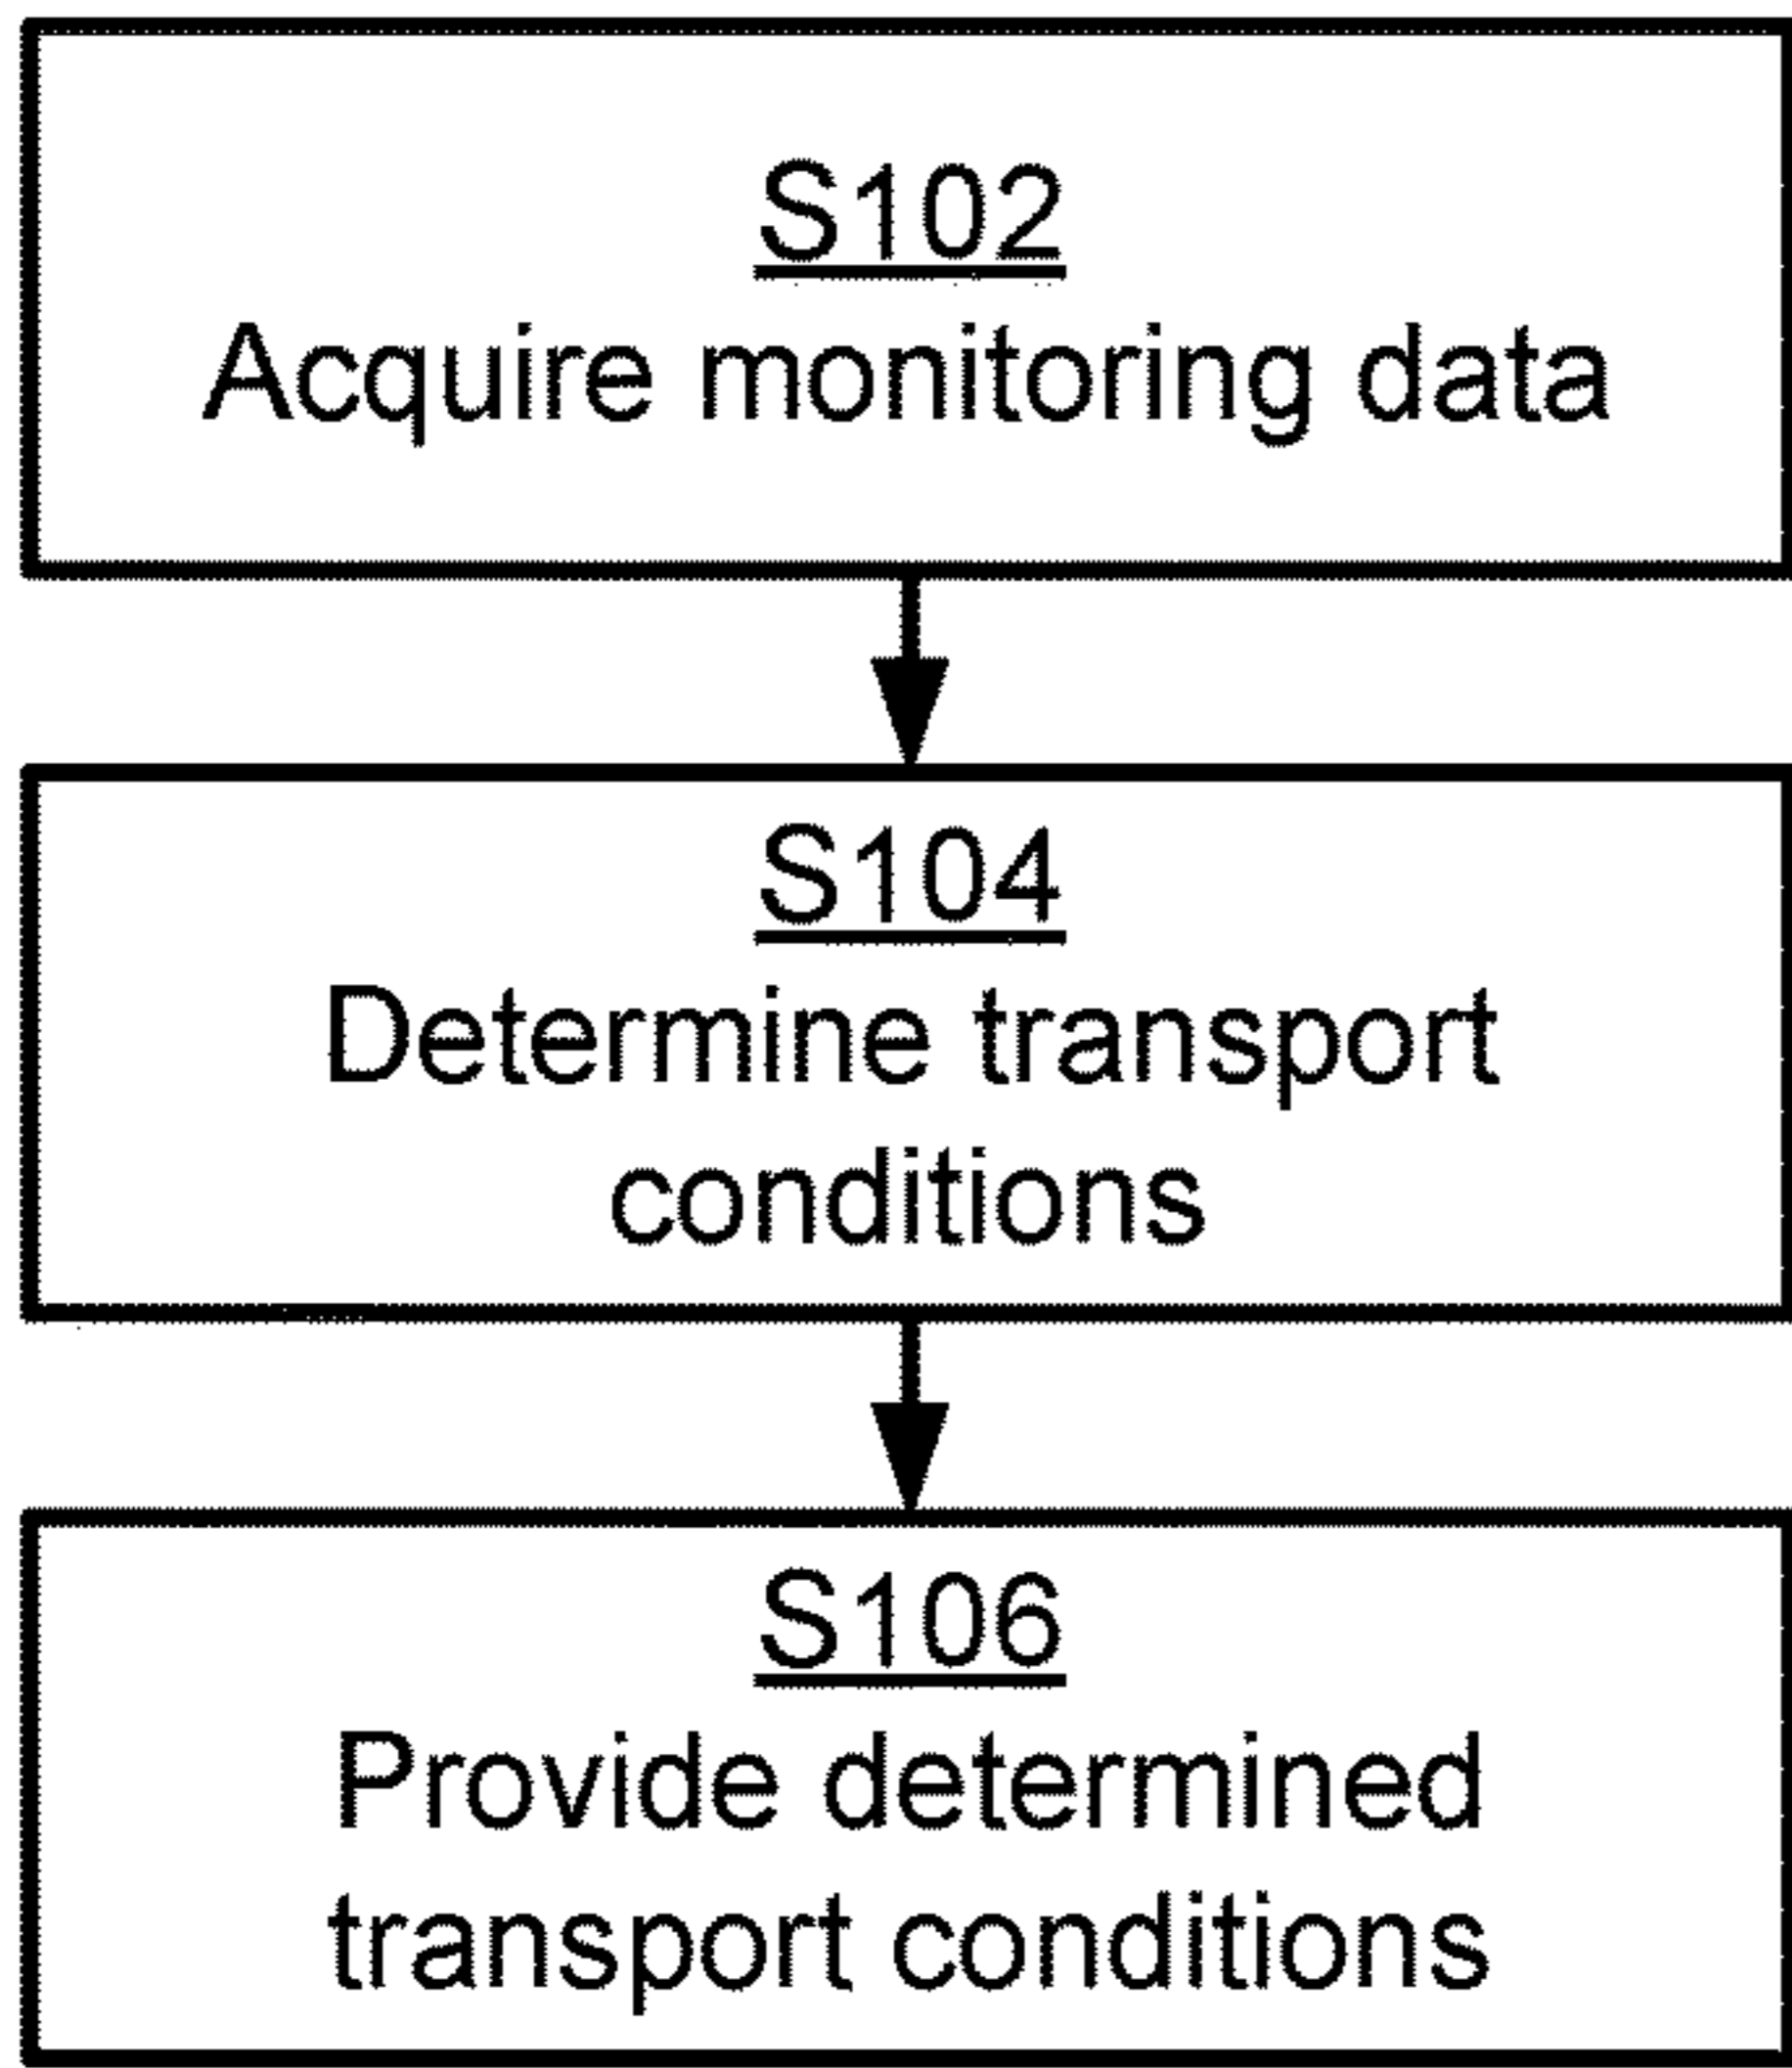 S102
Acquire monitoring data
S104
Determine transport
conditions
S106
Provide determined
transport conditions